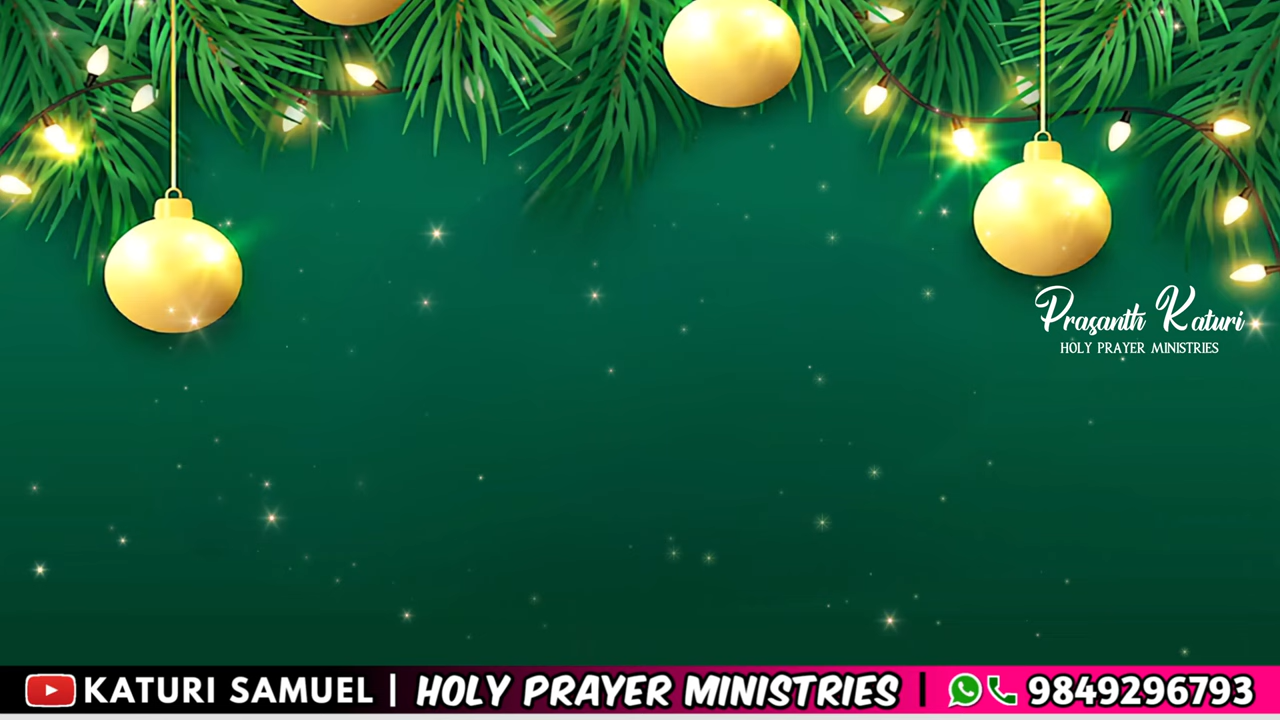 Prasanth Katuri
HOLY PRAYER MINISTRIES
KATURI SAMUEL | HOLY PRAYER MINISTRIES | 9849296793